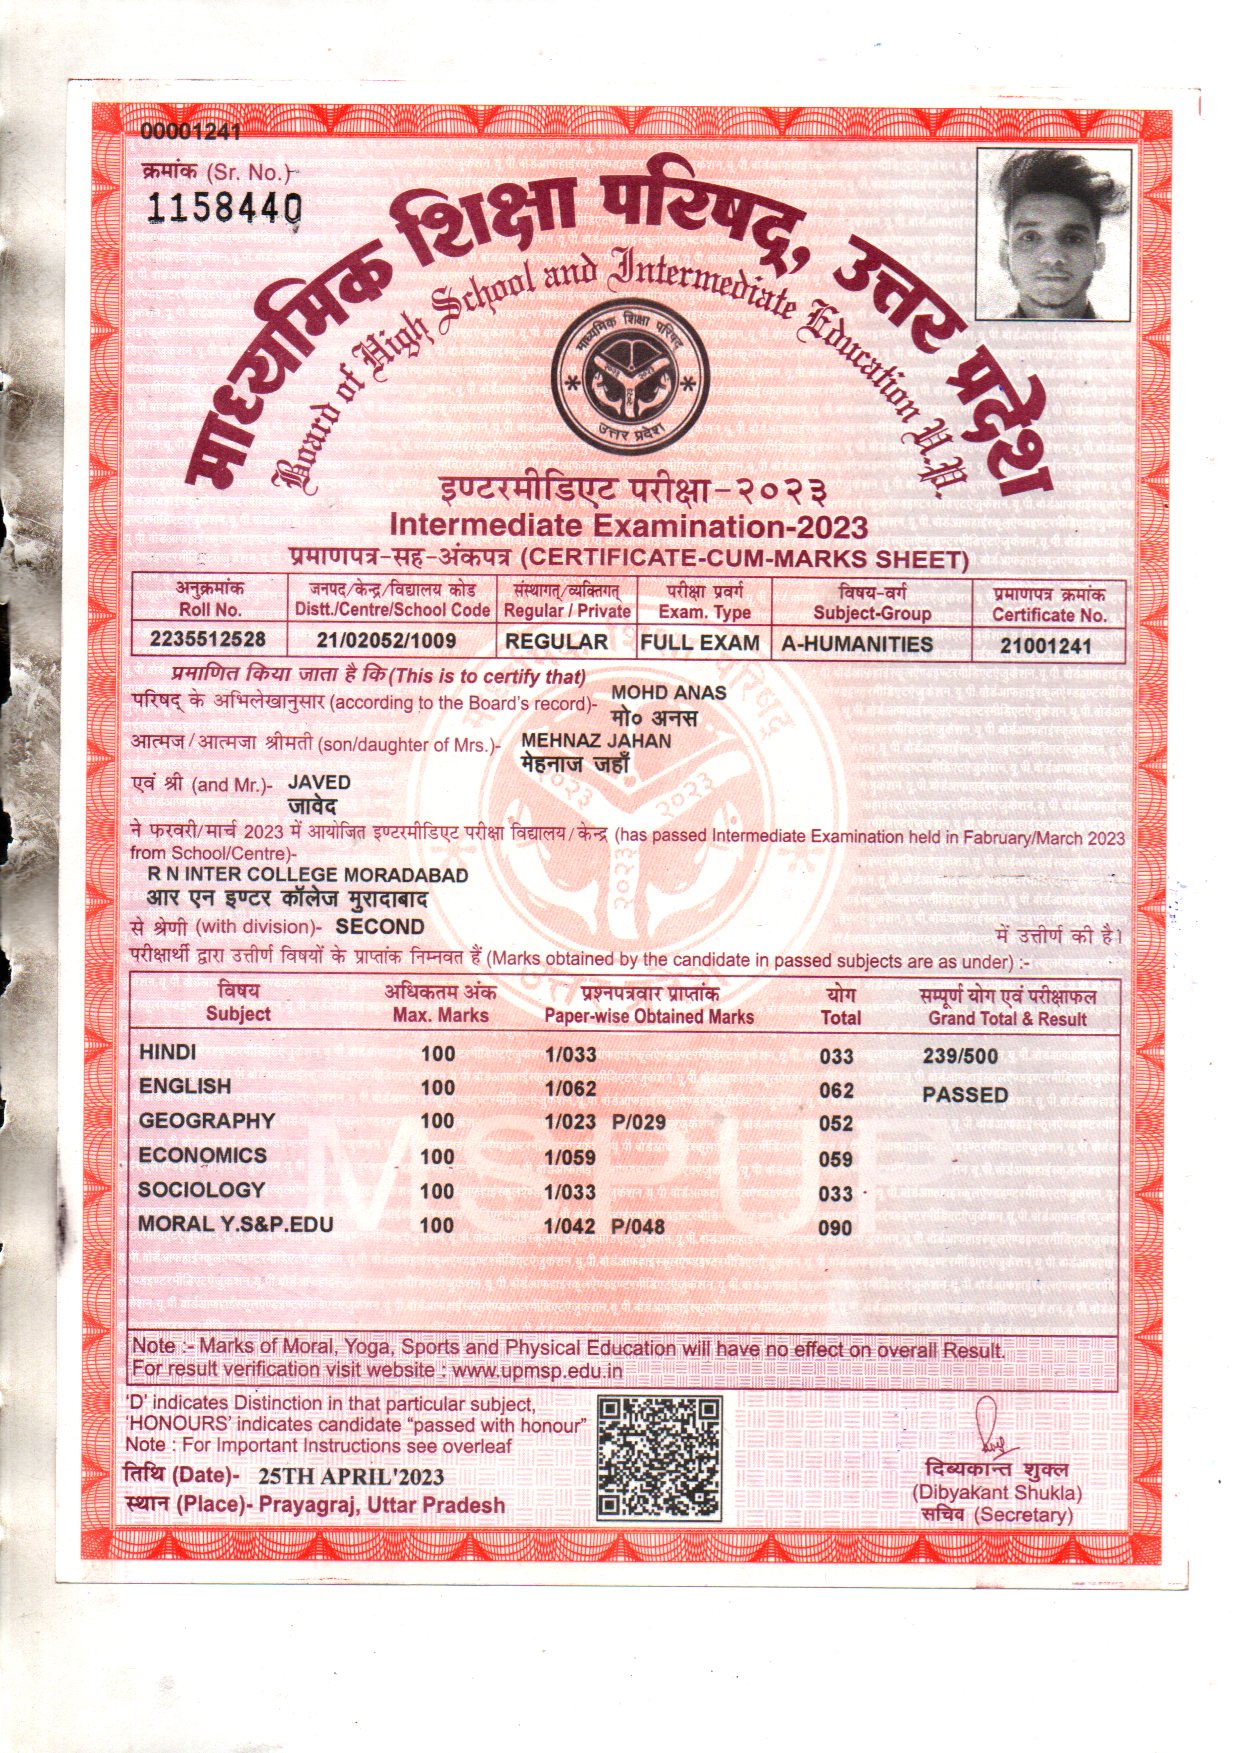 00001241
क्रमांक (Sr. No.)-
1158440
माध्यमिक शिक्षा परिषद्, उत्तर प्रदेश
Board of High School and Intermediate Education U.P.
माध्यमिक शिक्षा परिषद्
उत्तर प्रदेश
इण्टरमीडिएट परीक्षा-२०२३
Intermediate Examination-2023
प्रमाणपत्र-सह-अंकपत्र (CERTIFICATE-CUM-MARKS SHEET)
अनुक्रमांक जनपद/केन्द्र/विद्यालय कोड संस्थागत्/व्यक्तिगत् परीक्षा प्रवर्ग विषय-वर्ग प्रमाणपत्र क्रमांक
Roll No. Distt./Centre/School Code Regular / Private Exam. Type Subject-Group Certificate No.
2235512528 21/02052/1009 REGULAR FULL EXAM A-HUMANITIES 21001241
प्रमाणित किया जाता है कि (This is to certify that)
परिषद् के अभिलेखानुसार (according to the Board's record)- MOHD ANAS
मो० अनस
आत्मज/आत्मजा श्रीमती (son/daughter of Mrs.)- MEHNAZ JAHAN
मेहनाज जहाँ
एवं श्री (and Mr.)- JAVED
जावेद
ने फरवरी/मार्च 2023 में आयोजित इण्टरमीडिएट परीक्षा विद्यालय/केन्द्र (has passed Intermediate Examination held in Fabruary/March 2023
from School/Centre)-
R N INTER COLLEGE MORADABAD
आर एन इण्टर कॉलेज मुरादाबाद
से श्रेणी (with division)- SECOND में उत्तीर्ण की है।
परीक्षार्थी द्वारा उत्तीर्ण विषयों के प्राप्तांक निम्नवत हैं (Marks obtained by the candidate in passed subjects are as under) :-
विषय अधिकतम अंक प्रश्नपत्रवार प्राप्तांक योग सम्पूर्ण योग एवं परीक्षाफल
Subject Max. Marks Paper-wise Obtained Marks Total Grand Total & Result
HINDI 100 1/033 033 239/500
ENGLISH 100 1/062 062 PASSED
GEOGRAPHY 100 1/023 P/029 052
ECONOMICS 100 1/059 059
SOCIOLOGY 100 1/033 033
MORAL Y.S&P.EDU 100 1/042 P/048 090
MSPUP
Note :- Marks of Moral, Yoga, Sports and Physical Education will have no effect on overall Result.
For result verification visit website : www.upmsp.edu.in
'D' indicates Distinction in that particular subject,
'HONOURS' indicates candidate "passed with honour"
Note : For Important Instructions see overleaf
तिथि (Date)- 25TH APRIL'2023
स्थान (Place)- Prayagraj, Uttar Pradesh
दिब्यकान्त शुक्ल
(Dibyakant Shukla)
सचिव (Secretary)